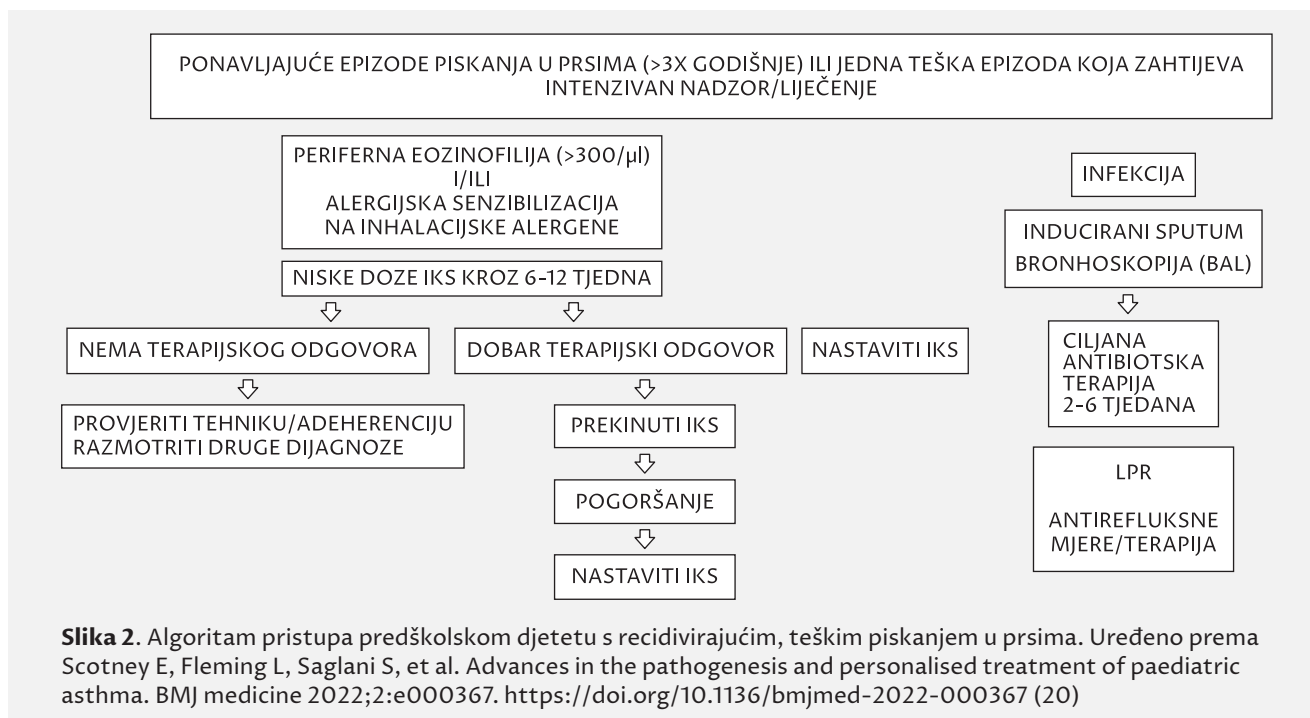 PONAVLJAJUĆE EPIZODE PISKANJA U PRSIMA (>3X GODIŠNJE) ILI JEDNA TEŠKA EPIZODA KOJA ZAHTIJEVA
INTENZIVAN NADZOR/LIJEČENJE
PERIFERNA EOZINOFILIJA (>300/µl)
I/ILI
ALERGIJSKA SENZIBILIZACIJA
NA INHALACIJSKE ALERGENE
NISKE DOZE IKS KROZ 6-12 TJEDNA
NEMA TERAPIJSKOG ODGOVORA
DOBAR TERAPIJSKI ODGOVOR
NASTAVITI IKS
PROVJERITI TEHNIKU/ADEHERENCIJU
RAZMOTRITI DRUGE DIJAGNOZE
PREKINUTI IKS
POGORŠANJE
NASTAVITI IKS
INFEKCIJA
INDUCIRANI SPUTUM
BRONHOSKOPIJA (BAL)
CILJANA
ANTIBIOTSKA
TERAPIJA
2-6 TJEDANA
LPR
ANTIREFLUKSNE
MJERE/TERAPIJA
Slika 2. Algoritam pristupa predškolskom djetetu s recidivirajućim, teškim piskanjem u prsima. Uređeno prema
Scotney E, Fleming L, Saglani S, et al. Advances in the pathogenesis and personalised treatment of paediatric
asthma. BMJ medicine 2022;2:e000367. https://doi.org/10.1136/bmjmed-2022-000367 (20)